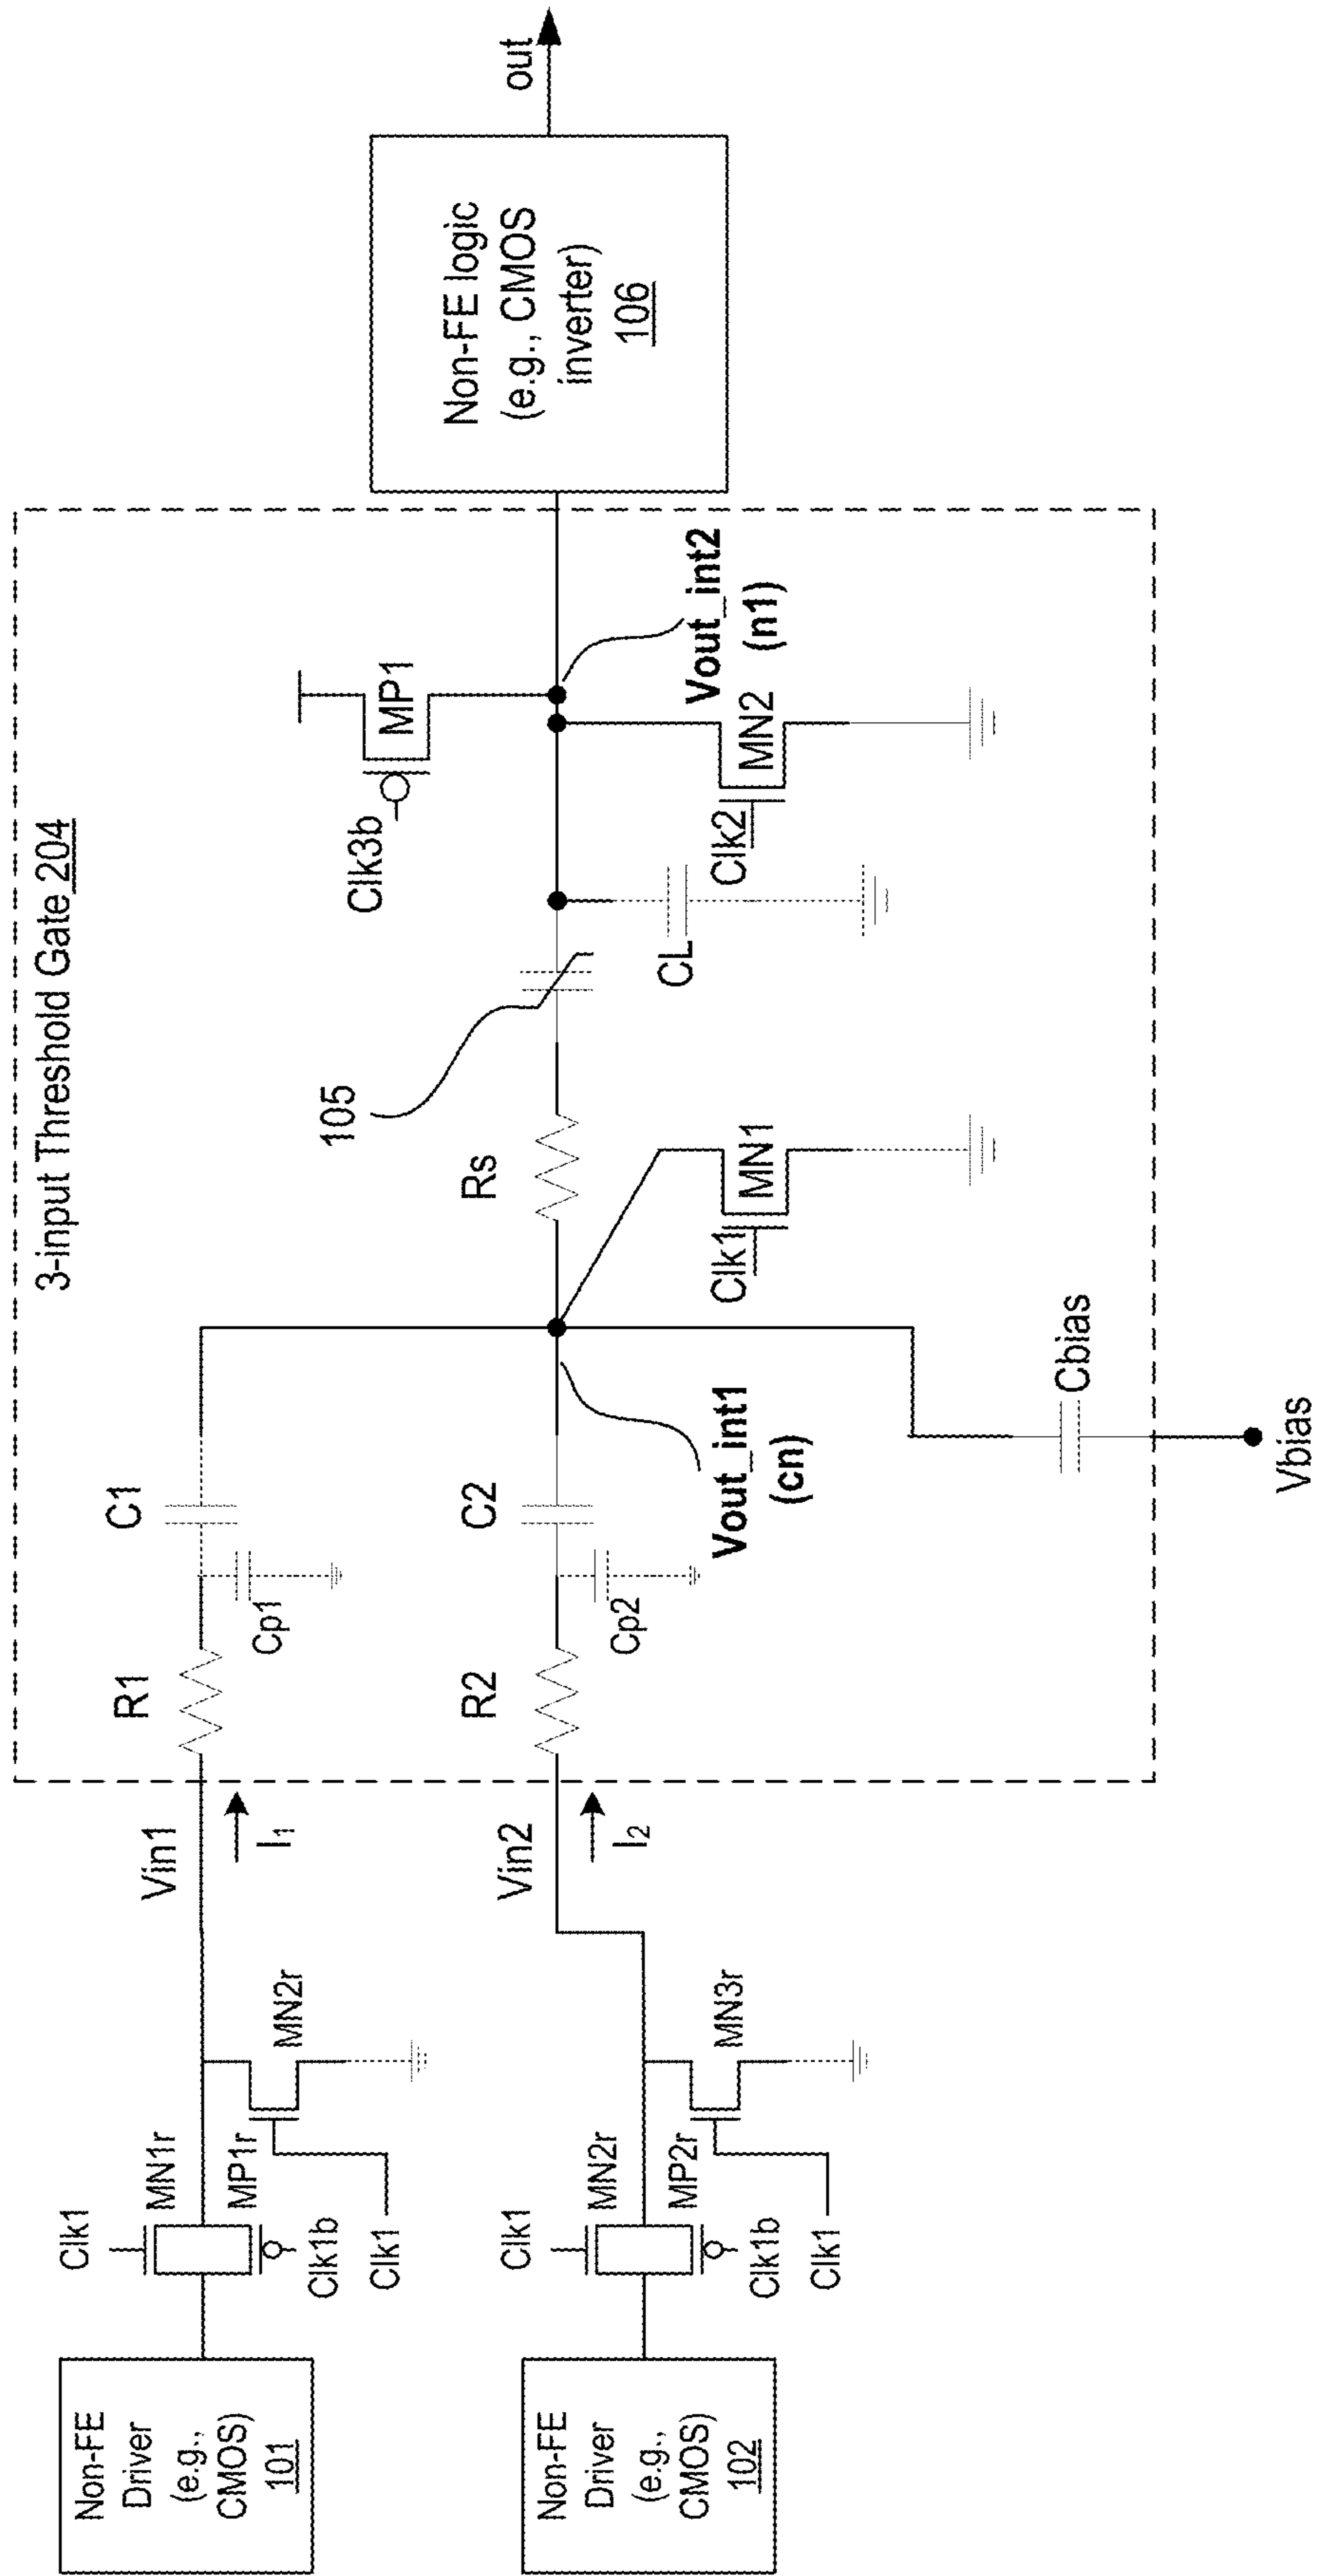 3-input Threshold Gate 204
Non-FE
Driver
(e.g.,
CMOS)
101
Clk1
MN1r
MP1r
Clk1b
Clk1
MN2r
Vin1
I1
R1
Cp1
C1
Non-FE
Driver
(e.g.,
CMOS)
102
Clk1
MN2r
MP2r
Clk1b
Clk1
MN3r
Vin2
I2
R2
Cp2
C2
Vout_int1
(cn)
Vbias
Cbias
Rs
Clk1
MN1
105
CL
Clk3b
MP1
Clk2
MN2
Vout_int2
(n1)
Non-FE logic
(e.g., CMOS
inverter)
106
out